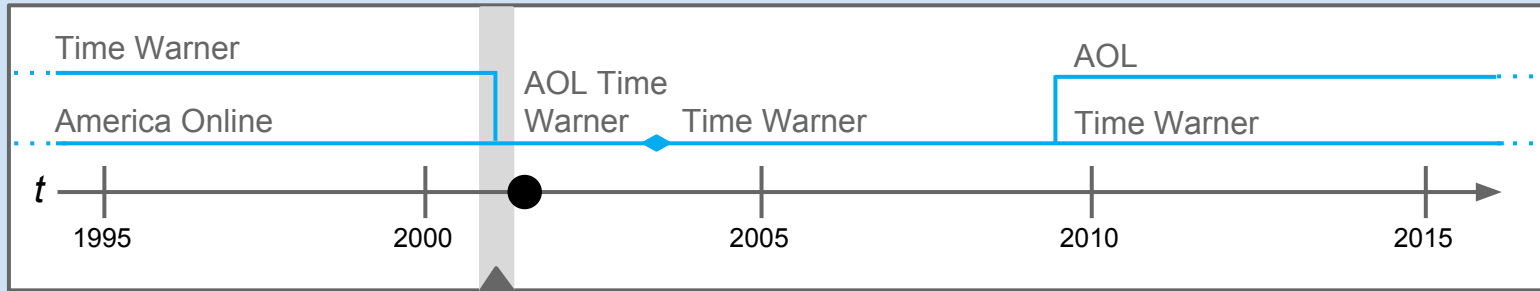 Time Warner
AOL
AOL Time
Warner
America Online
Time Warner
Time Warner
t
1995
2000
2005
2010
2015